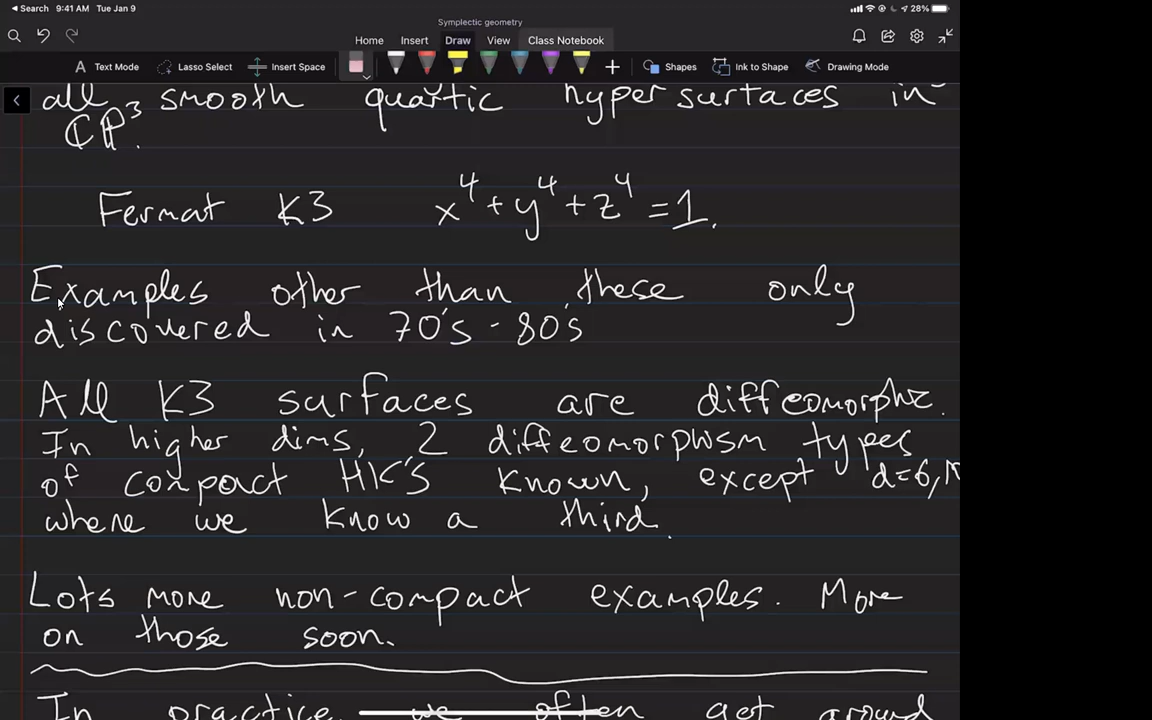 Search 9:41 AM Tue Jan 9 28%
Symplectic geometry
Home Insert Draw View Class Notebook
Text Mode Lasso Select Insert Space Shapes Ink to Shape Drawing Mode
all smooth quartic hypersurfaces in
ℂP³.
Fermat K3 x⁴ + y⁴ + z⁴ = 1.
Examples other than these only
discovered in 70's - 80's
All K3 surfaces are diffeomorphic.
In higher dims, 2 diffeomorphism types
of compact HK'S known, except d=6,
where we know a third.
Lots more non-compact examples. More
on those soon.
In practice, we often get around